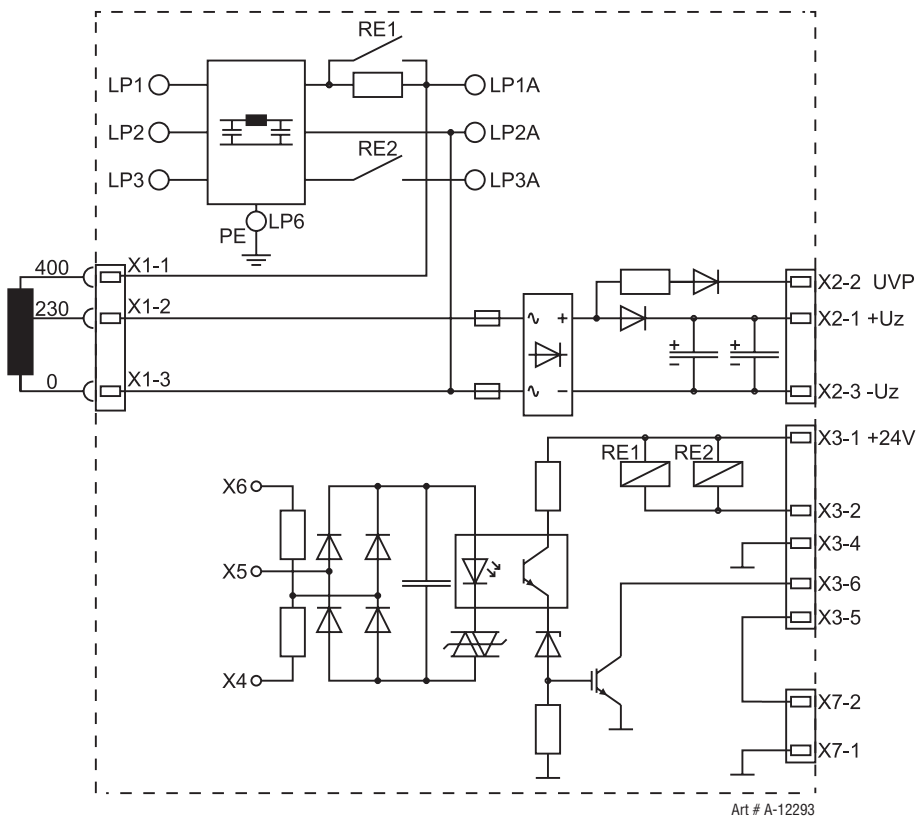 RE1
LP1
LP1A
LP2
LP2A
RE2
LP3
LP3A
LP6
PE
400
X1-1
X2-2 UVP
230
X1-2
∿ +
+
+
X2-1 +Uz
−
−
0
X1-3
∿ −
X2-3 -Uz
X3-1 +24V
RE1
RE2
X6
X3-2
X3-4
X5
X3-6
X3-5
X4
X7-2
X7-1
Art # A-12293